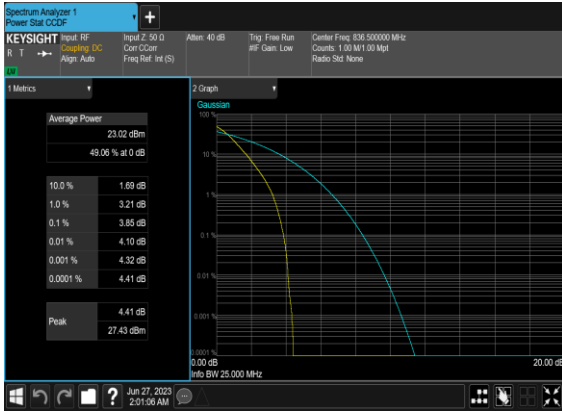 Spectrum Analyzer 1
Power Stat CCDF
KEYSIGHT
R T
Input: RF
Coupling: DC
Align: Auto
Input Z: 50 Ω
Corr CCorr
Freq Ref: Int (S)
Atten: 40 dB
Trig: Free Run
#IF Gain: Low
Center Freq: 836.500000 MHz
Counts: 1.00 M/1.00 Mpt
Radio Std: None
1 Metrics
Average Power
23.02 dBm
49.06 % at 0 dB
10.0 % 1.69 dB
1.0 % 3.21 dB
0.1 % 3.85 dB
0.01 % 4.10 dB
0.001 % 4.32 dB
0.0001 % 4.41 dB
Peak
4.41 dB
27.43 dBm
2 Graph
Gaussian
100 %
10 %
1 %
0.1 %
0.01 %
0.001 %
0.0001 %
0.00 dB
20.00 dB
Info BW 25.000 MHz
?
Jun 27, 2023
2:01:06 AM